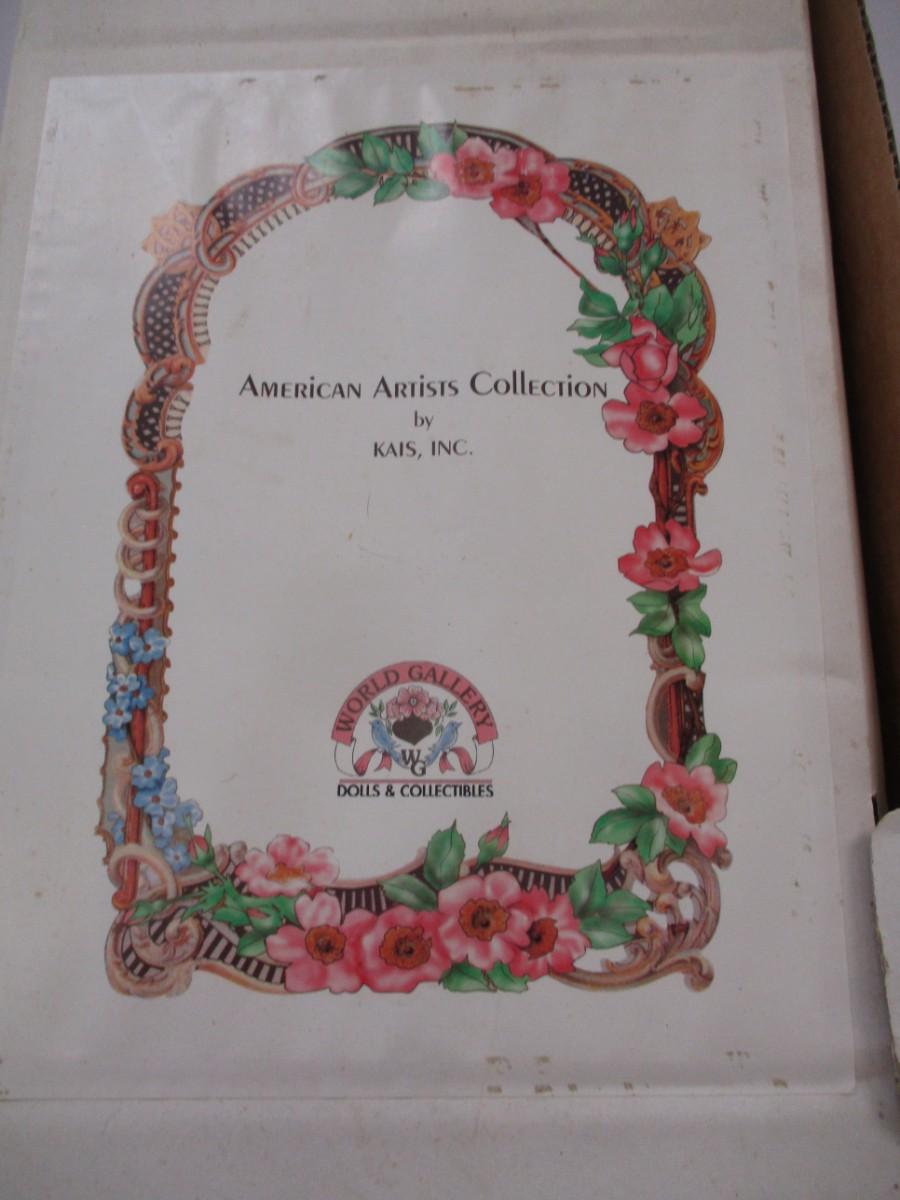 AMERICAN ARTISTS COLLECTION
by
KAIS, INC.
WORLD GALLERY
WG
DOLLS & COLLECTIBLES